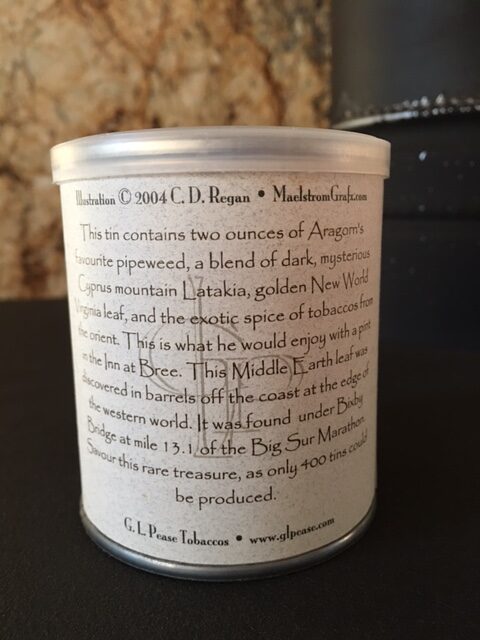 Illustration © 2004 C. D. Regan • MaelstromGrafx.com
This tin contains two ounces of Aragorn's
favourite pipeweed, a blend of dark, mysterious
Cyprus mountain Latakia, golden New World
Virginia leaf, and the exotic spice of tobaccos from
the orient. This is what he would enjoy with a pint
in the Inn at Bree. This Middle Earth leaf was
discovered in barrels off the coast at the edge of
the western world. It was found under Bixby
Bridge at mile 13.1 of the Big Sur Marathon.
Savour this rare treasure, as only 400 tins could
be produced.
G. L. Pease Tobaccos • www.glpease.com